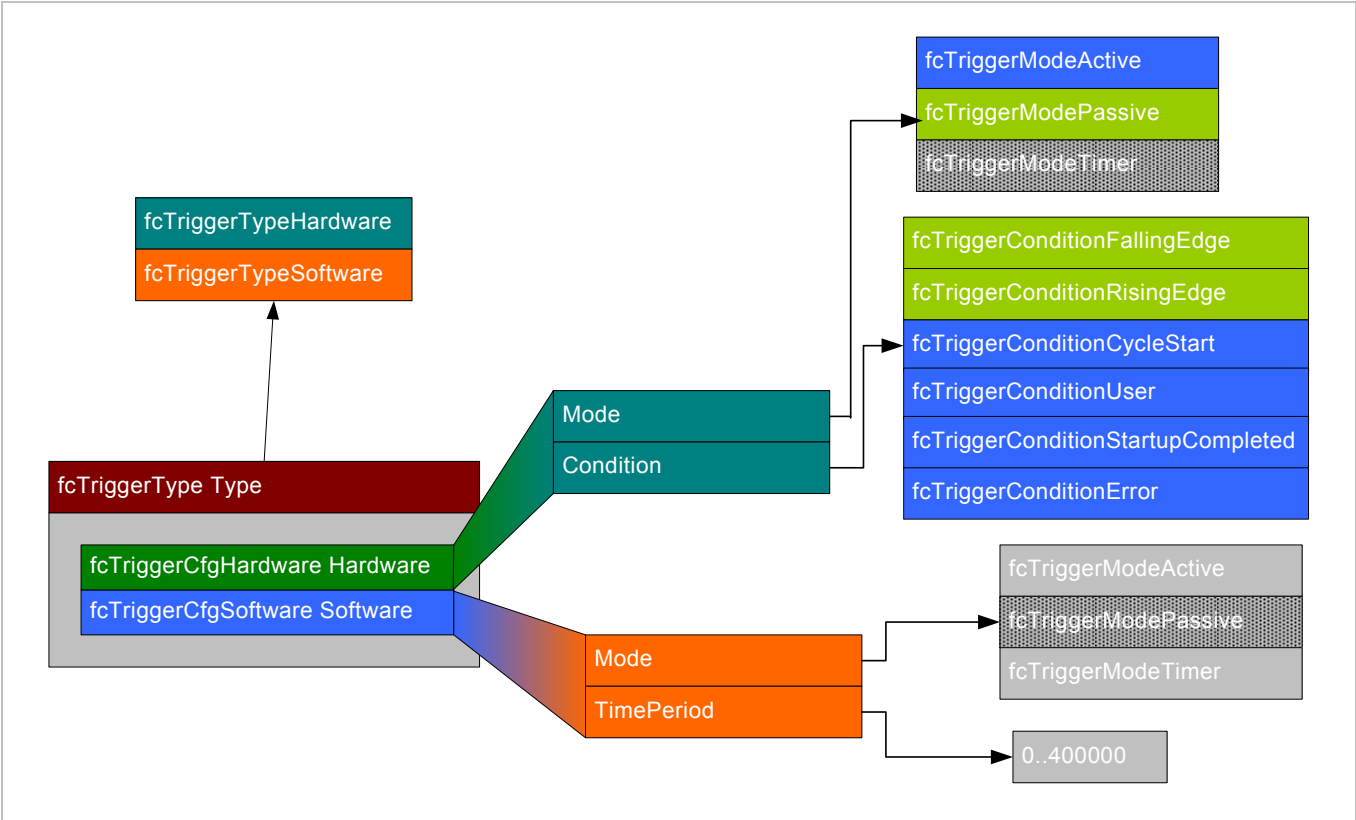 fcTriggerModeActive
fcTriggerModePassive
fcTriggerModeTimer
fcTriggerTypeHardware
fcTriggerTypeSoftware
fcTriggerConditionFallingEdge
fcTriggerConditionRisingEdge
fcTriggerConditionCycleStart
fcTriggerConditionUser
fcTriggerConditionStartupCompleted
fcTriggerConditionError
Mode
Condition
fcTriggerType Type
fcTriggerCfgHardware Hardware
fcTriggerCfgSoftware Software
Mode
TimePeriod
fcTriggerModeActive
fcTriggerModePassive
fcTriggerModeTimer
0..400000